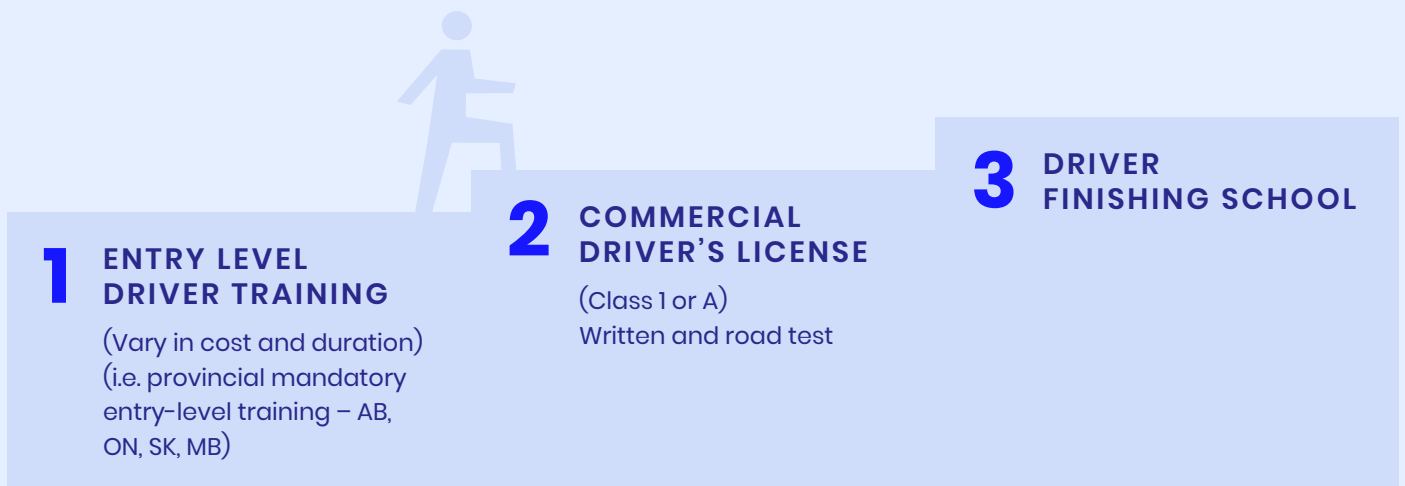 1 ENTRY LEVEL
DRIVER TRAINING
(Vary in cost and duration)
(i.e. provincial mandatory
entry-level training – AB,
ON, SK, MB)
2 COMMERCIAL
DRIVER’S LICENSE
(Class 1 or A)
Written and road test
3 DRIVER
FINISHING SCHOOL